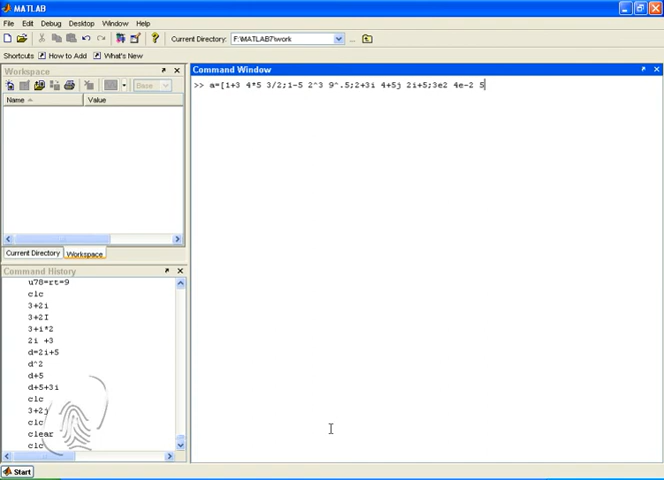 MATLAB
File Edit Debug Desktop Window Help
Current Directory: F:\MATLAB7\work
Shortcuts How to Add What's New
Workspace
Name Value
Current Directory Workspace
Command History
u78=rt=9
clc
3+2i
3+2I
3+i*2
2i +3
d=2i+5
d^2
d+5
d+5+3i
clc
3+2j
clc
clear
clc
Command Window
>> a=[1+3 4*5 3/2;1-5 2^3 9^.5;2+3i 4+5j 2i+5;3e2 4e-2 5
Start